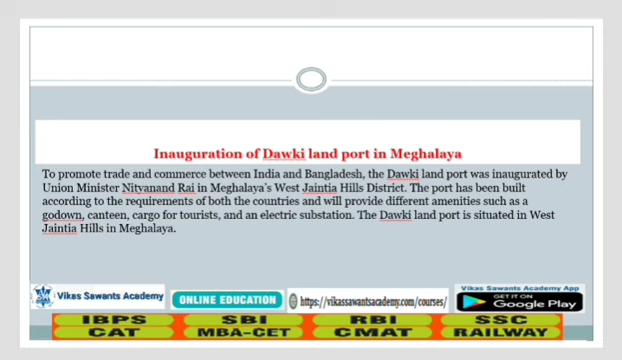 Inauguration of Dawki land port in Meghalaya
To promote trade and commerce between India and Bangladesh, the Dawki land port was inaugurated by
Union Minister Nityanand Rai in Meghalaya's West Jaintia Hills District. The port has been built
according to the requirements of both the countries and will provide different amenities such as a
godown, canteen, cargo for tourists, and an electric substation. The Dawki land port is situated in West
Jaintia Hills in Meghalaya.
Vikas Sawants Academy
ONLINE EDUCATION
https://vikassawantsacademy.com/courses/
Vikas Sawants Academy App
GET IT ON
Google Play
IBPS SBI RBI SSC
CAT MBA-CET CMAT RAILWAY